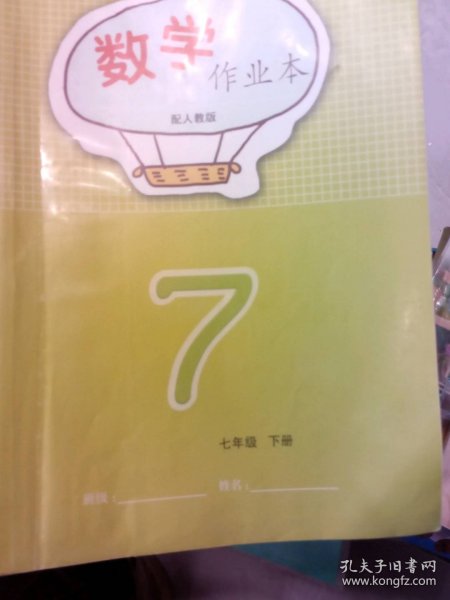 数学 作业本
配人教版
7
七年级 下册
班级： 姓名：
孔夫子旧书网
www.kongfz.com